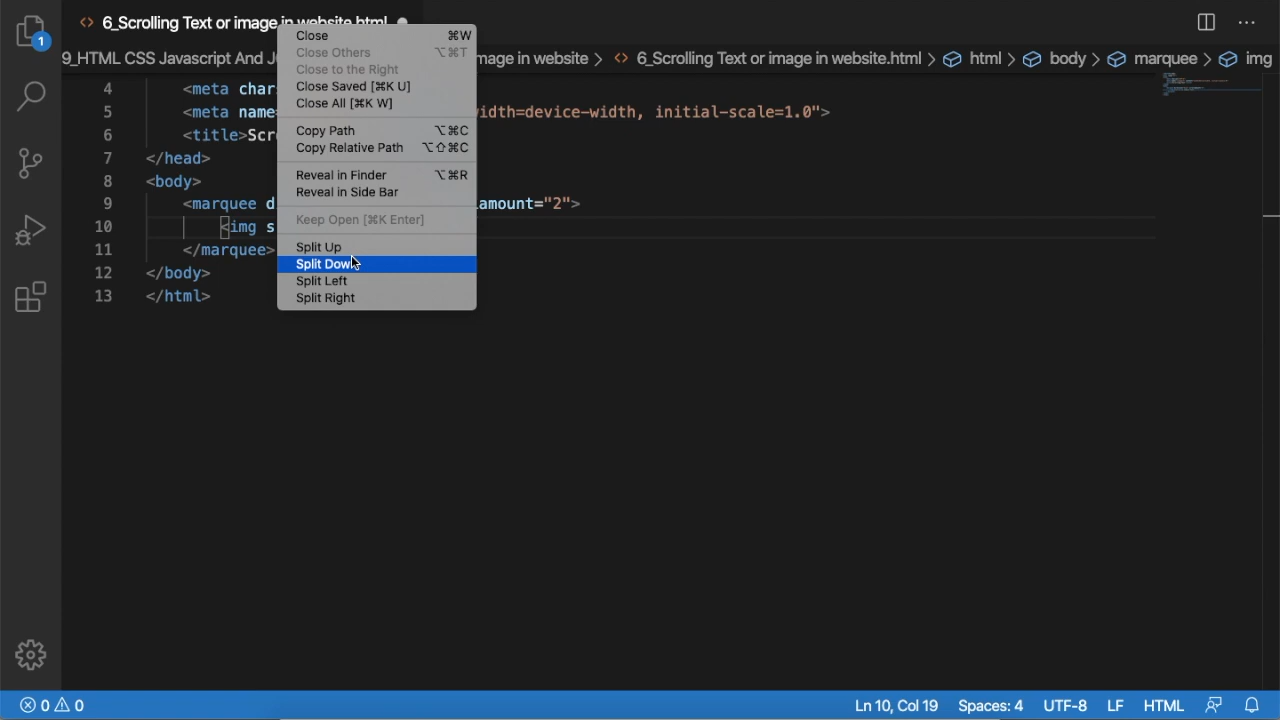 6_Scrolling Text or image in website.html
9_HTML CSS Javascript And
mage in website > <> 6_Scrolling Text or image in website.html > html > body > marquee > img
Close ⌘W
Close Others ⌥⌘T
Close to the Right
Close Saved [⌘K U]
Close All [⌘K W]
Copy Path ⌥⌘C
Copy Relative Path ⌥⇧⌘C
Reveal in Finder ⌥⌘R
Reveal in Side Bar
Keep Open [⌘K Enter]
Split Up
Split Down
Split Left
Split Right
4 <meta char
5 <meta name idth=device-width, initial-scale=1.0">
6 <title>Scr
7 </head>
8 <body>
9 <marquee d amount="2">
10 <img s
11 </marquee>
12 </body>
13 </html>
1
0 0
Ln 10, Col 19 Spaces: 4 UTF-8 LF HTML